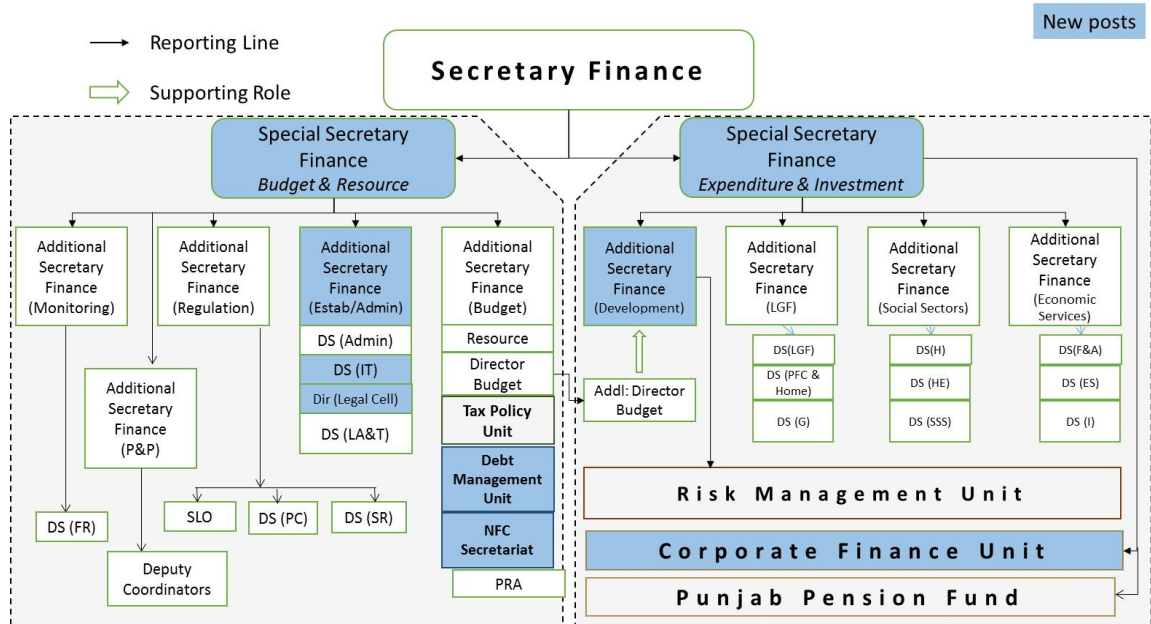 New posts
Reporting Line
Supporting Role
Secretary Finance
Special Secretary
Finance
Budget & Resource
Special Secretary
Finance
Expenditure & Investment
Additional
Secretary
Finance
(Monitoring)
Additional
Secretary
Finance
(Regulation)
Additional
Secretary
Finance
(Estab/Admin)
Additional
Secretary
Finance
(Budget)
Additional
Secretary
Finance
(Development)
Additional
Secretary
Finance
(LGF)
Additional
Secretary
Finance
(Social Sectors)
Additional
Secretary
Finance
(Economic
Services)
DS (Admin)
DS (IT)
Dir (Legal Cell)
DS (LA&T)
Resource
Director
Budget
Tax Policy
Unit
Debt
Management
Unit
NFC
Secretariat
PRA
Additional
Secretary
Finance
(P&P)
Addl: Director
Budget
DS(LGF)
DS (PFC &
Home)
DS (G)
DS(H)
DS (HE)
DS (SSS)
DS(F&A)
DS (ES)
DS (I)
DS (FR)
SLO
DS (PC)
DS (SR)
Deputy
Coordinators
Risk Management Unit
Corporate Finance Unit
Punjab Pension Fund